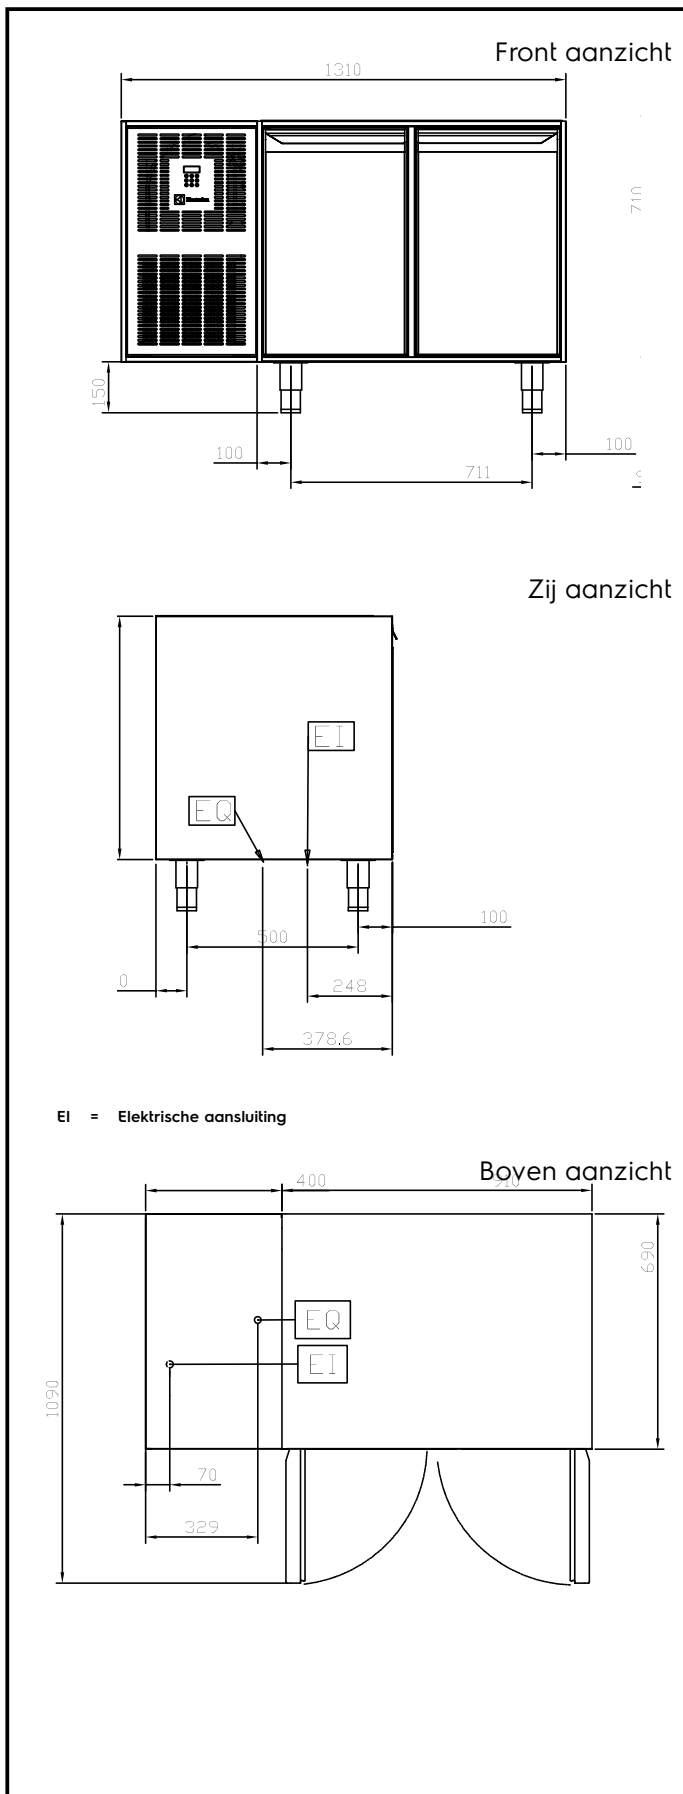 Front aanzicht
1310
710
150
100
100
711
Zij aanzicht
EI
EQ
100
500
0
248
378.6
EI = Elektrische aansluiting
Boven aanzicht
400
910
690
EQ
EI
1090
70
329